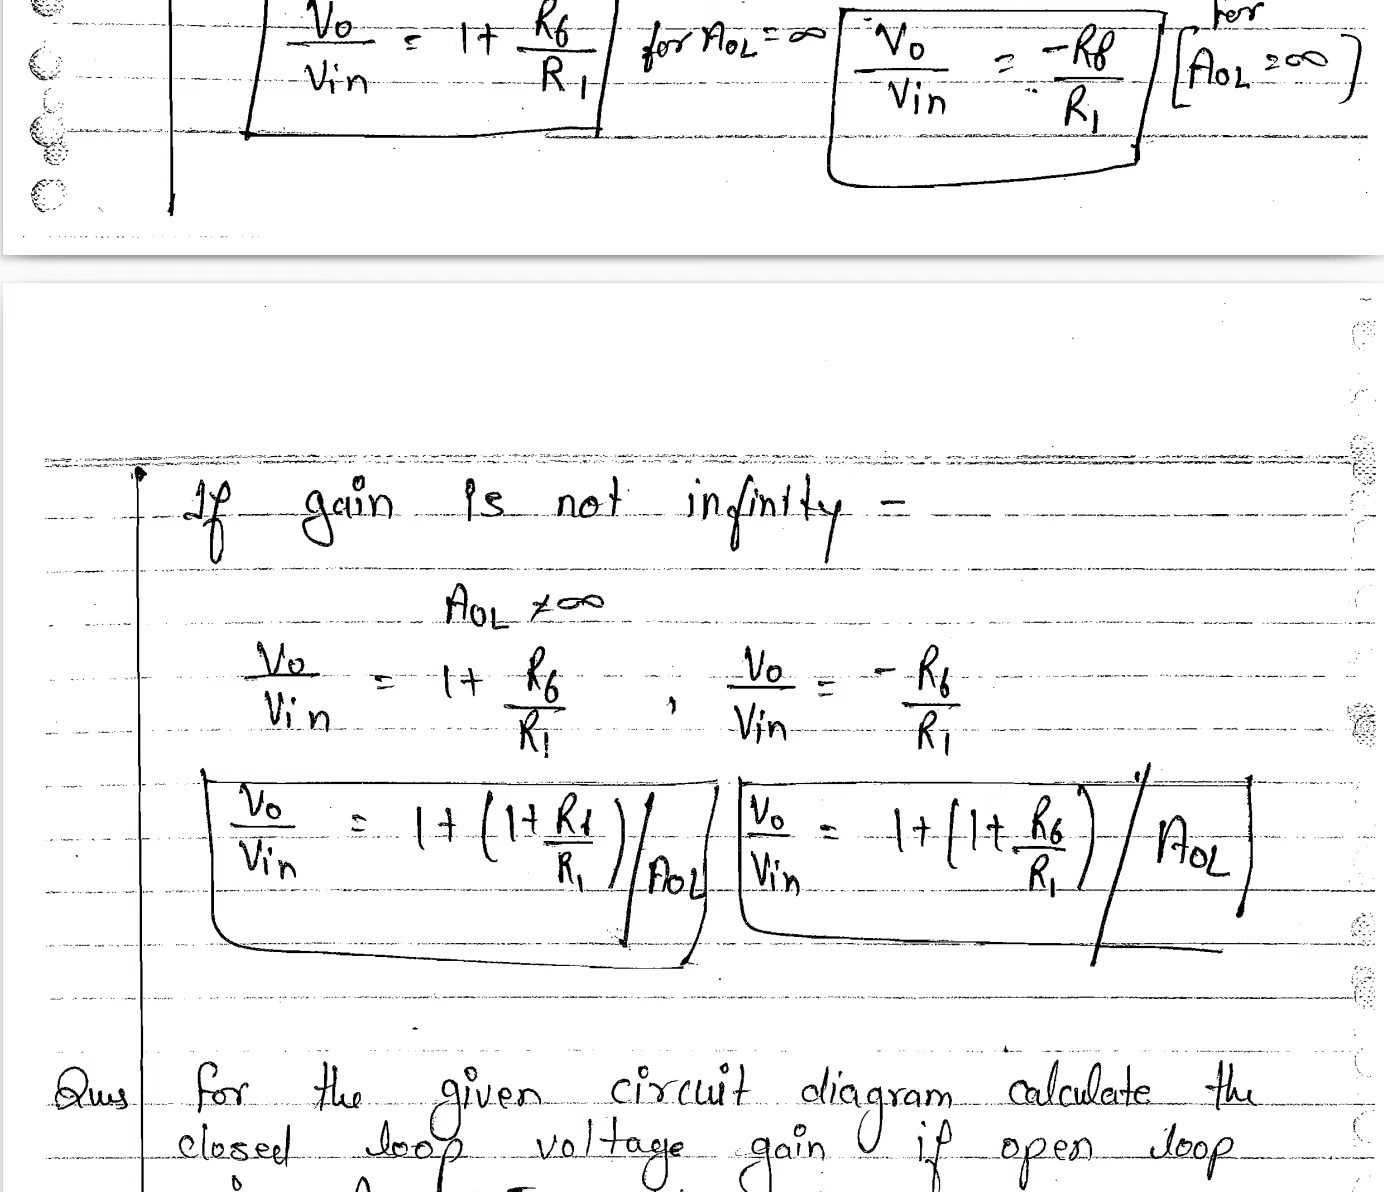 Vo/Vin = 1+ Rf/R1 for AOL = ∞
Vo/Vin = -Rf/R1 [for AOL = ∞]
If gain is not infinity -
AOL ≠ ∞
Vo/Vin = 1+ Rf/R1 , Vo/Vin = - Rf/R1
Vo/Vin = 1+(1+ Rf/R1)/AOL
Vo/Vin = 1+(1+ Rf/R1)/AOL
Ques for the given circuit diagram calculate the
closed loop voltage gain if open loop